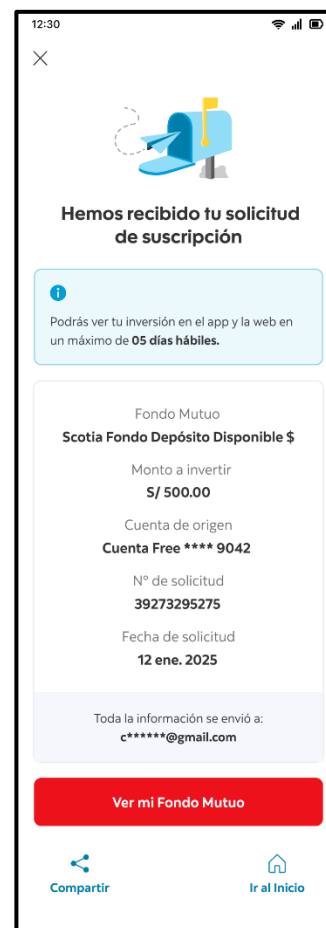 12:30
Hemos recibido tu solicitud
de suscripción
Podrás ver tu inversión en el app y la web en
un máximo de 05 días hábiles.
Fondo Mutuo
Scotia Fondo Depósito Disponible $
Monto a invertir
S/ 500.00
Cuenta de origen
Cuenta Free **** 9042
N° de solicitud
39273295275
Fecha de solicitud
12 ene. 2025
Toda la información se envió a:
c******@gmail.com
Ver mi Fondo Mutuo
Compartir
Ir al Inicio